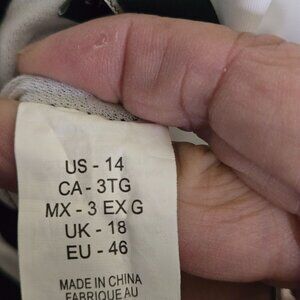 US - 14
CA - 3TG
MX - 3 EX G
UK - 18
EU - 46
MADE IN CHINA
FABRIQUE AU